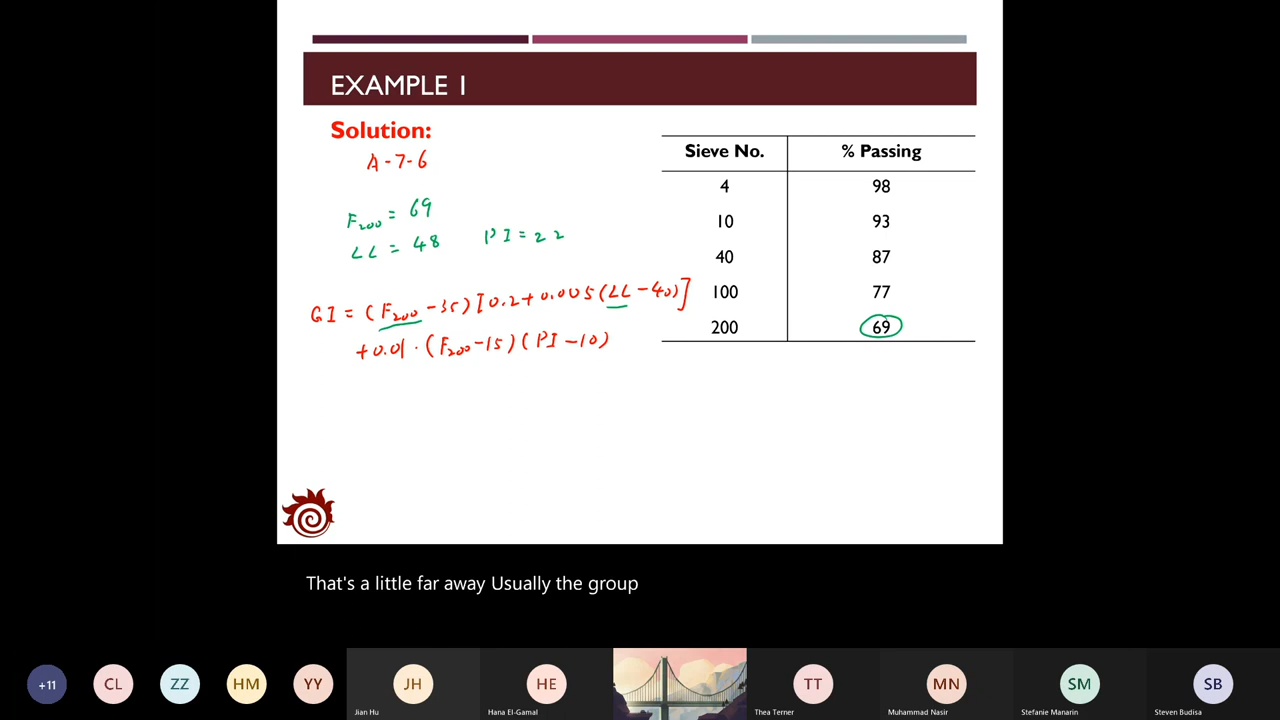 EXAMPLE 1
Solution:
A-7-6
F200 = 69
LL = 48
PI = 22
GI = (F200 - 35)[0.2 + 0.005(LL - 40)]
+ 0.01 · (F200 - 15)(PI - 10)
Sieve No. % Passing
4 98
10 93
40 87
100 77
200 69
That's a little far away Usually the group
+11 CL ZZ HM YY JH HE TT MN SM SB
Jian Hu Hana El-Gamal Thea Terner Muhammad Nasir Stefanie Manarin Steven Budisa